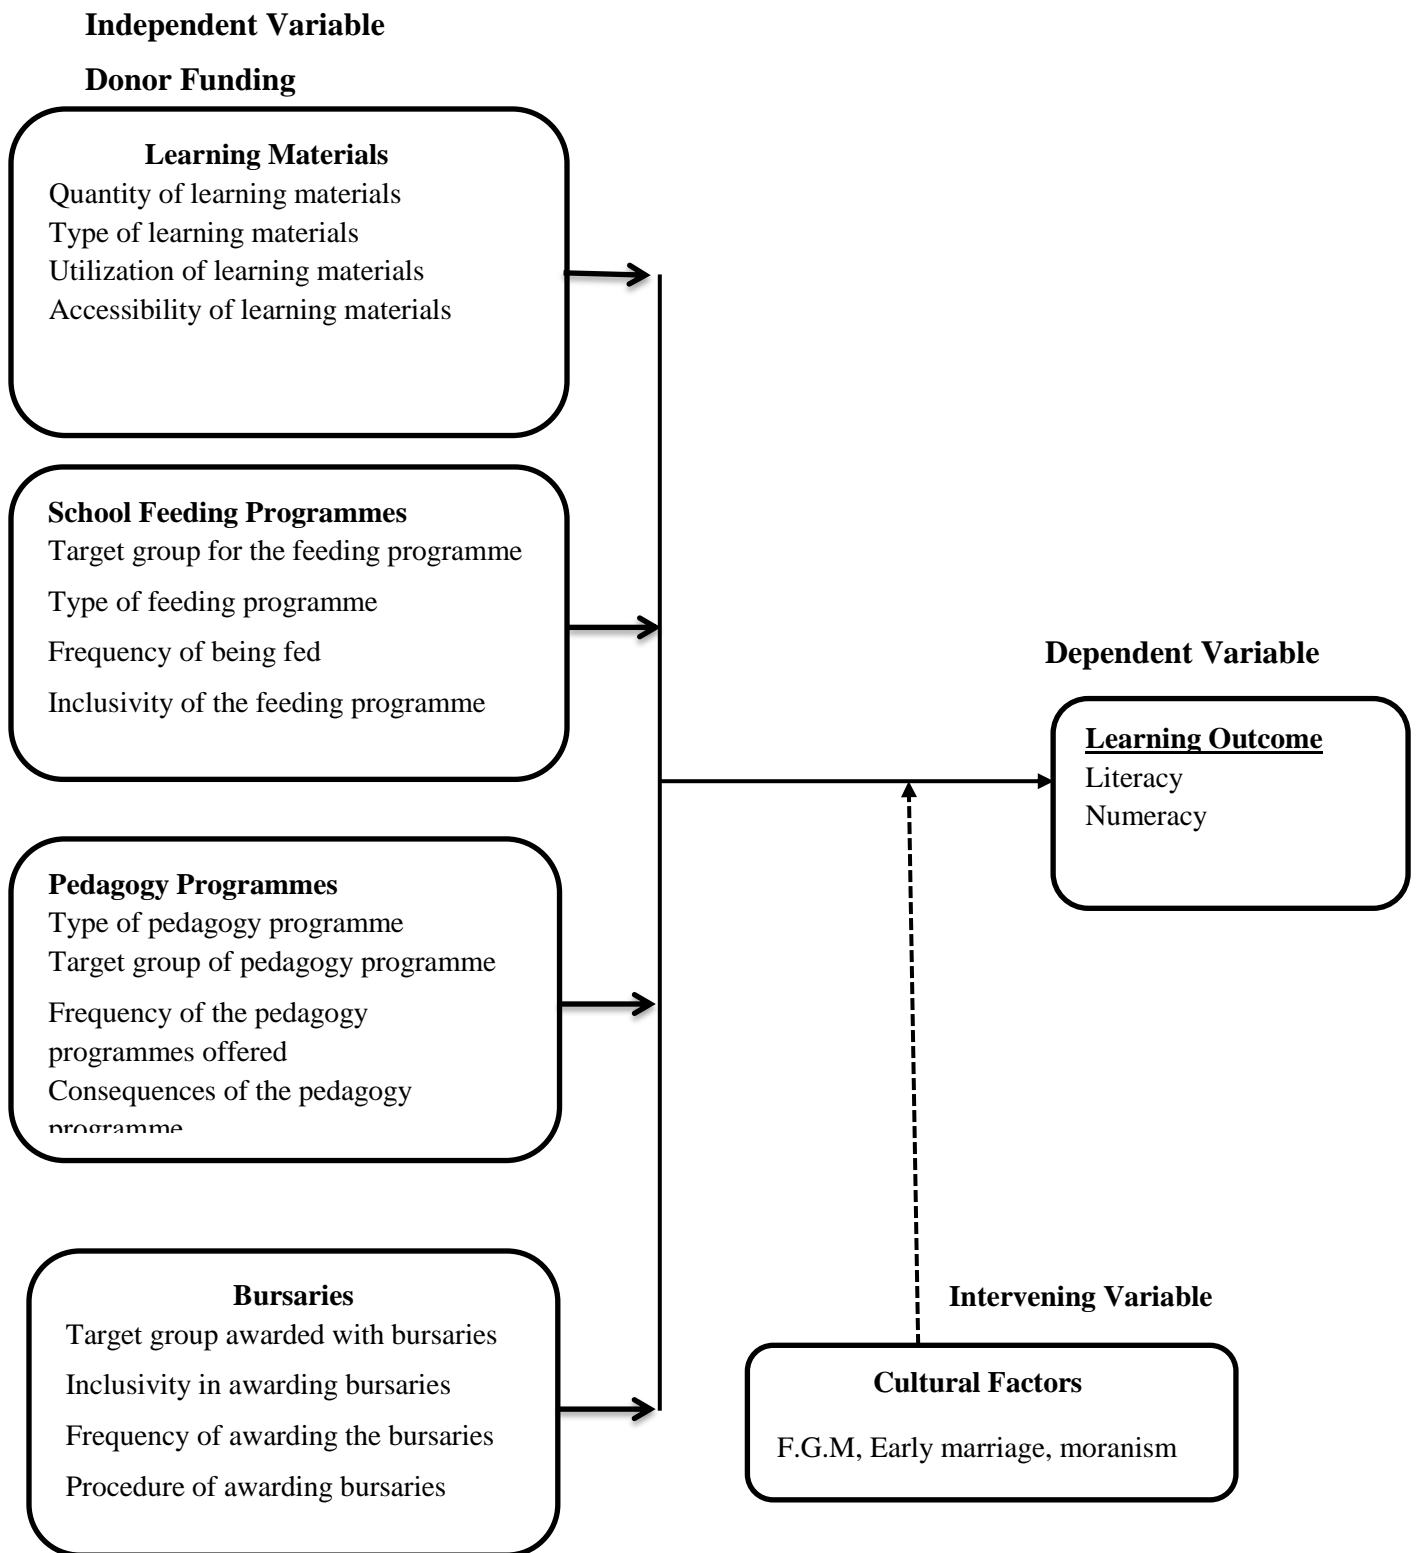 Independent Variable
Donor Funding
Learning Materials
Quantity of learning materials
Type of learning materials
Utilization of learning materials
Accessibility of learning materials
School Feeding Programmes
Target group for the feeding programme
Type of feeding programme
Frequency of being fed
Inclusivity of the feeding programme
Dependent Variable
Learning Outcome
Literacy
Numeracy
Pedagogy Programmes
Type of pedagogy programme
Target group of pedagogy programme
Frequency of the pedagogy
programmes offered
Consequences of the pedagogy
programme
Bursaries
Target group awarded with bursaries
Inclusivity in awarding bursaries
Frequency of awarding the bursaries
Procedure of awarding bursaries
Intervening Variable
Cultural Factors
F.G.M, Early marriage, moranism